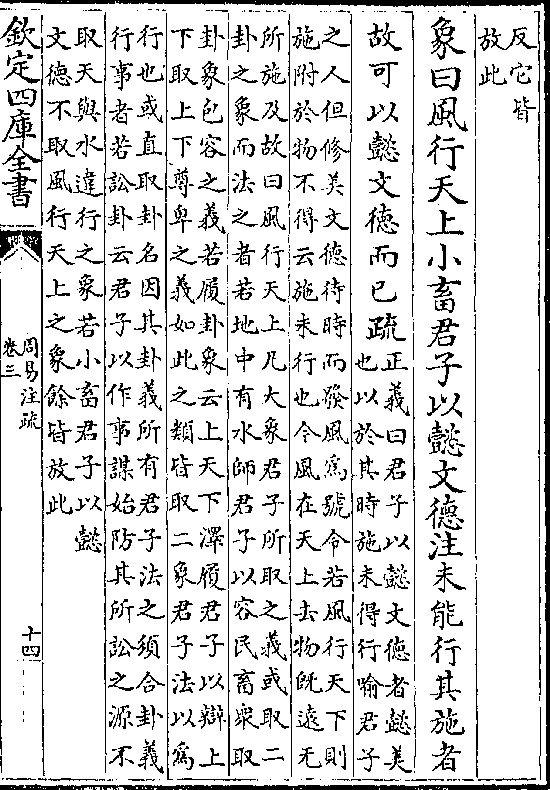 反它皆
放此
象曰風行天上小畜君子以懿文德注未能行其施者
故可以懿文德而已疏
正義曰君子以懿文德者懿美
也以於其時施未得行喻君子
之人但修美文德待時而發風為號令若風行天下則
施附於物不得云施未行也今風在天上去物既遠无
所施及故曰風行天上凡大象君子所取之義或取二
卦之象而法之者若地中有水師君子以容民畜衆取
卦象包容之義若履卦象云上天下澤履君子以辯上
下取上下尊卑之義如此之類皆取二象君子法以為
行也或直取卦名因其卦義所有君子法之須合卦義
行事者若訟卦云君子以作事謀始防其所訟之源不
取天與水違行之象若小畜君子以懿
文德不取風行天上之象餘皆放此
欽定四庫全書
周易注疏
卷三
十四